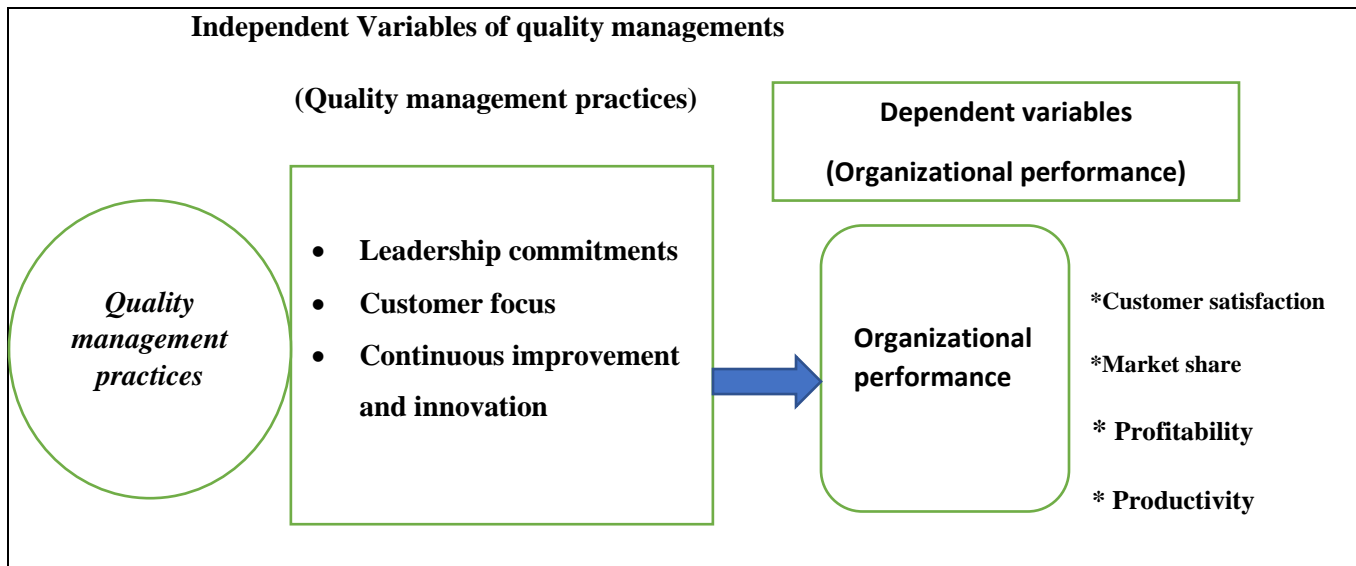 Independent Variables of quality managements
(Quality management practices)
Dependent variables
(Organizational performance)
Quality
management
practices
• Leadership commitments
• Customer focus
• Continuous improvement
and innovation
Organizational
performance
*Customer satisfaction
*Market share
* Profitability
* Productivity